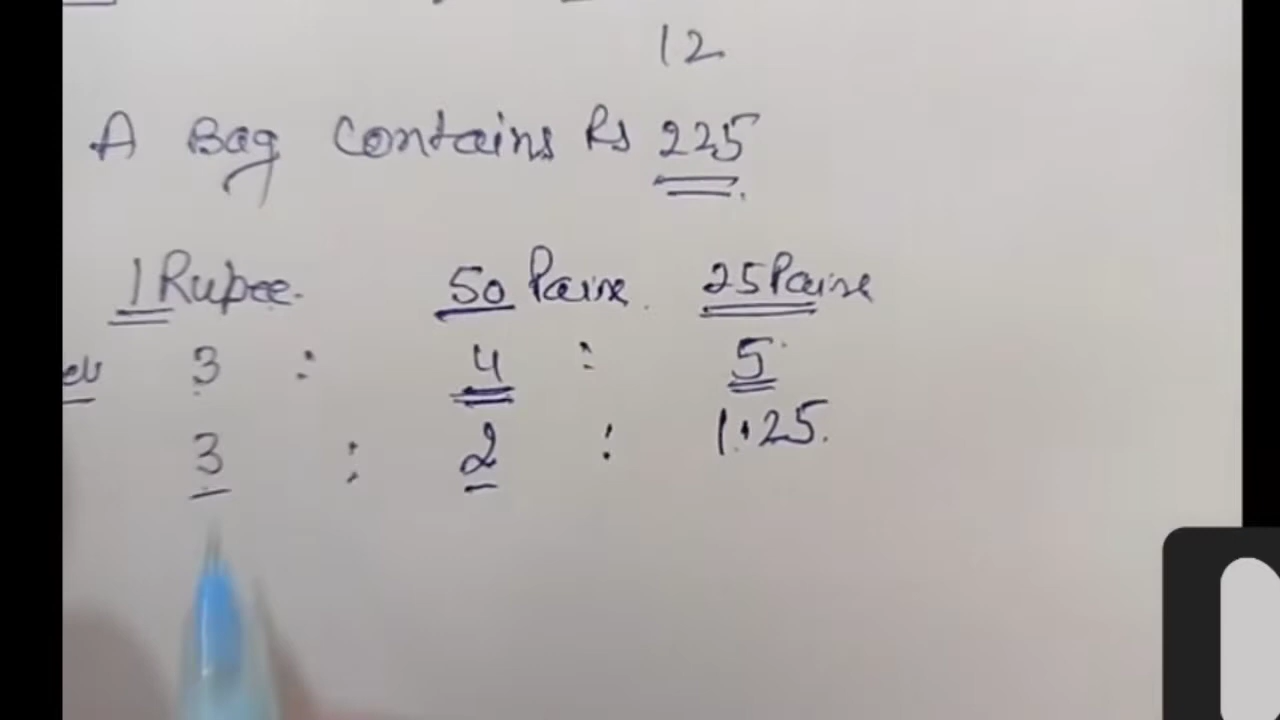 12
A Bag Contains Rs 225
1 Rupee. 50 Paise. 25 Paise
3 : 4 : 5
3 : 2 : 1.25.